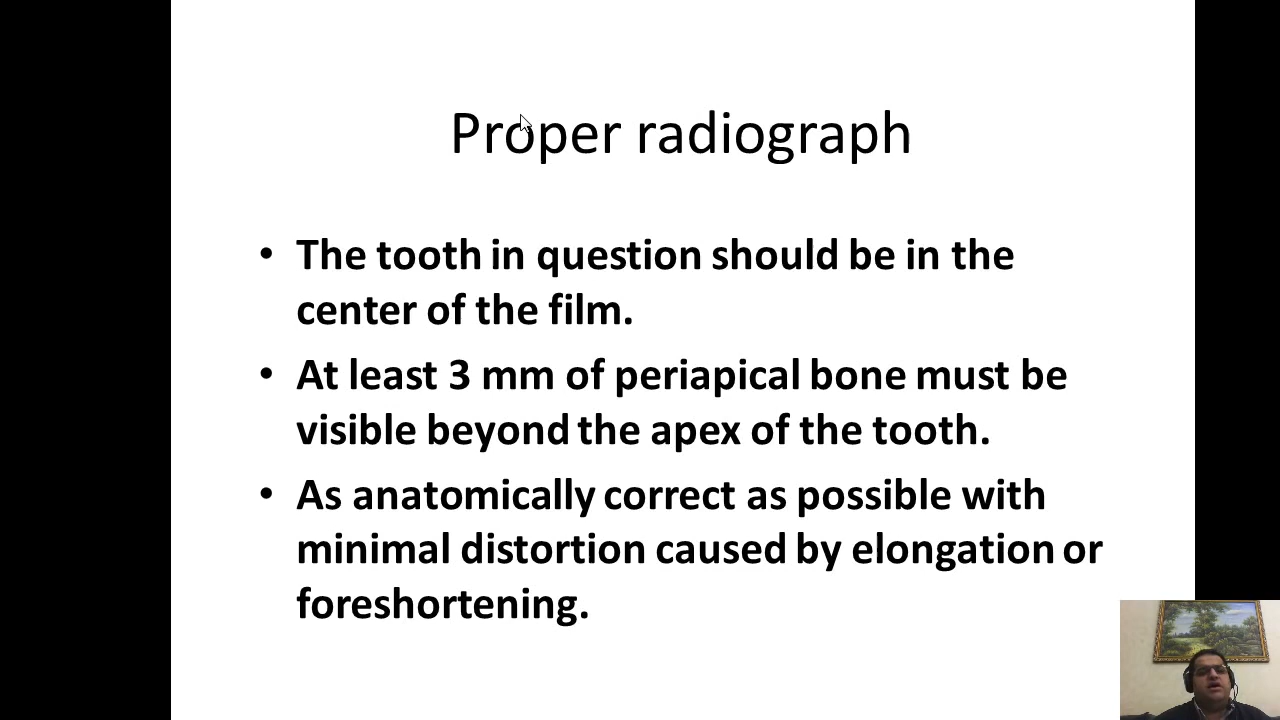 Proper radiograph
• The tooth in question should be in the
center of the film.
• At least 3 mm of periapical bone must be
visible beyond the apex of the tooth.
• As anatomically correct as possible with
minimal distortion caused by elongation or
foreshortening.